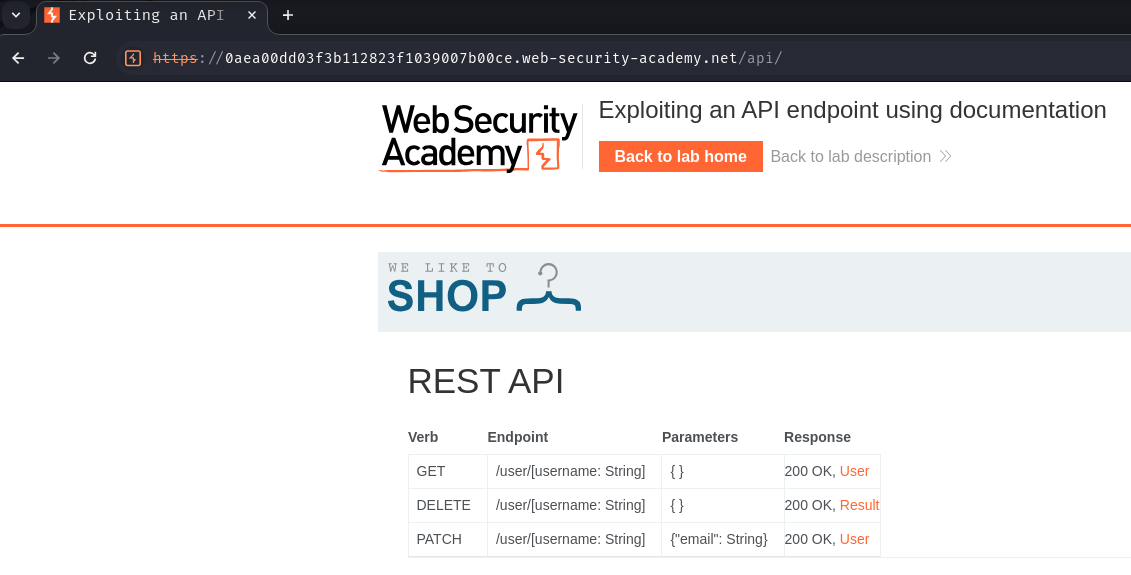 Exploiting an API
https://0aea00dd03f3b112823f1039007b00ce.web-security-academy.net/api/
Web Security Academy
Exploiting an API endpoint using documentation
Back to lab home Back to lab description
WE LIKE TO
SHOP
REST API
Verb Endpoint Parameters Response
GET /user/[username: String] { } 200 OK, User
DELETE /user/[username: String] { } 200 OK, Result
PATCH /user/[username: String] {"email": String} 200 OK, User